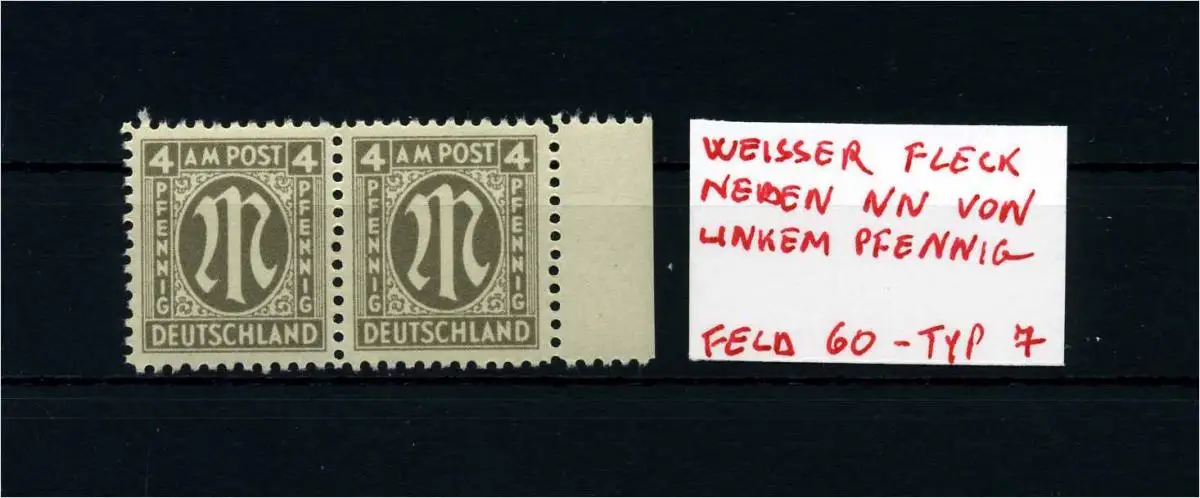 4 AM POST 4
PFENNIG
PFENNIG
DEUTSCHLAND
4 AM POST 4
PFENNIG
PFENNIG
DEUTSCHLAND
WEISSER FLECK
NEBEN NN VON
LINKEM PFENNIG
FELD 60 - TYP 7